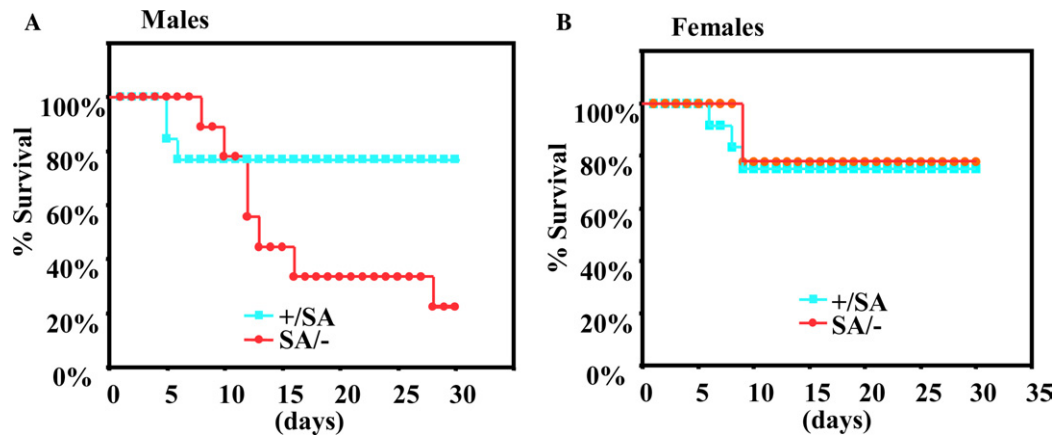 A
Males
% Survival
100%
80%
60%
40%
20%
0%
+/SA
SA/-
0 5 10 15 20 25 30
(days)
B
Females
% Survival
100%
80%
60%
40%
20%
0%
+/SA
SA/-
0 5 10 15 20 25 30 35
(days)